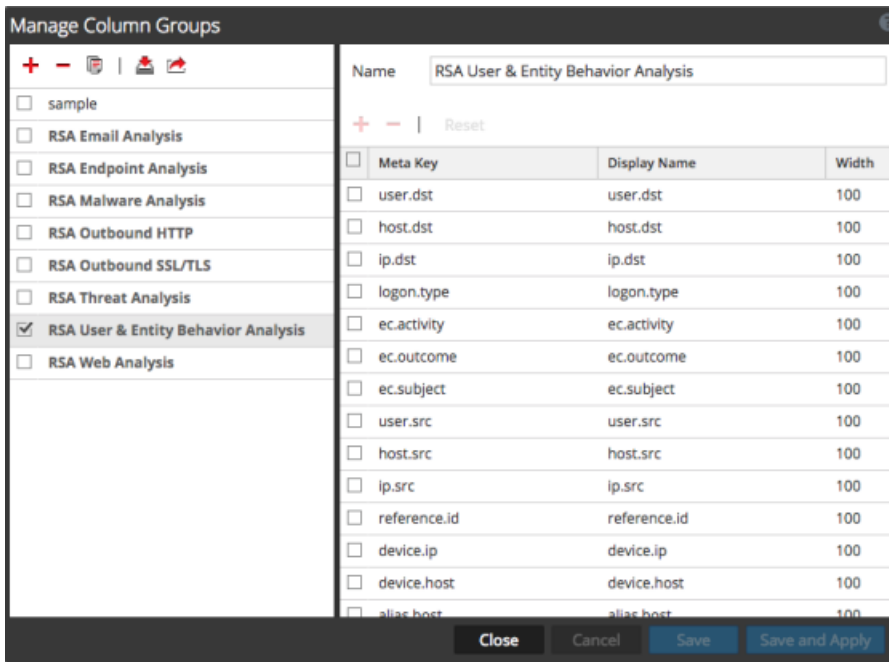 Manage Column Groups
sample
RSA Email Analysis
RSA Endpoint Analysis
RSA Malware Analysis
RSA Outbound HTTP
RSA Outbound SSL/TLS
RSA Threat Analysis
RSA User & Entity Behavior Analysis
RSA Web Analysis
Name RSA User & Entity Behavior Analysis
Reset
Meta Key Display Name Width
user.dst user.dst 100
host.dst host.dst 100
ip.dst ip.dst 100
logon.type logon.type 100
ec.activity ec.activity 100
ec.outcome ec.outcome 100
ec.subject ec.subject 100
user.src user.src 100
host.src host.src 100
ip.src ip.src 100
reference.id reference.id 100
device.ip device.ip 100
device.host device.host 100
alias.host alias.host 100
Close Cancel Save Save and Apply